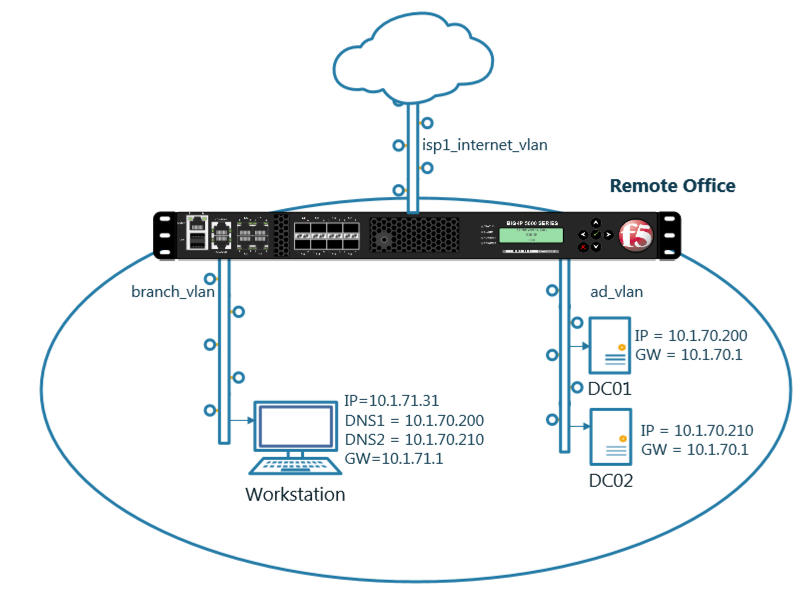 isp1_internet_vlan
Remote Office
BIG-IP 5000 SERIES
f5
branch_vlan
ad_vlan
IP = 10.1.70.200
GW = 10.1.70.1
DC01
IP=10.1.71.31
DNS1 = 10.1.70.200
DNS2 = 10.1.70.210
GW=10.1.71.1
Workstation
IP = 10.1.70.210
GW = 10.1.70.1
DC02